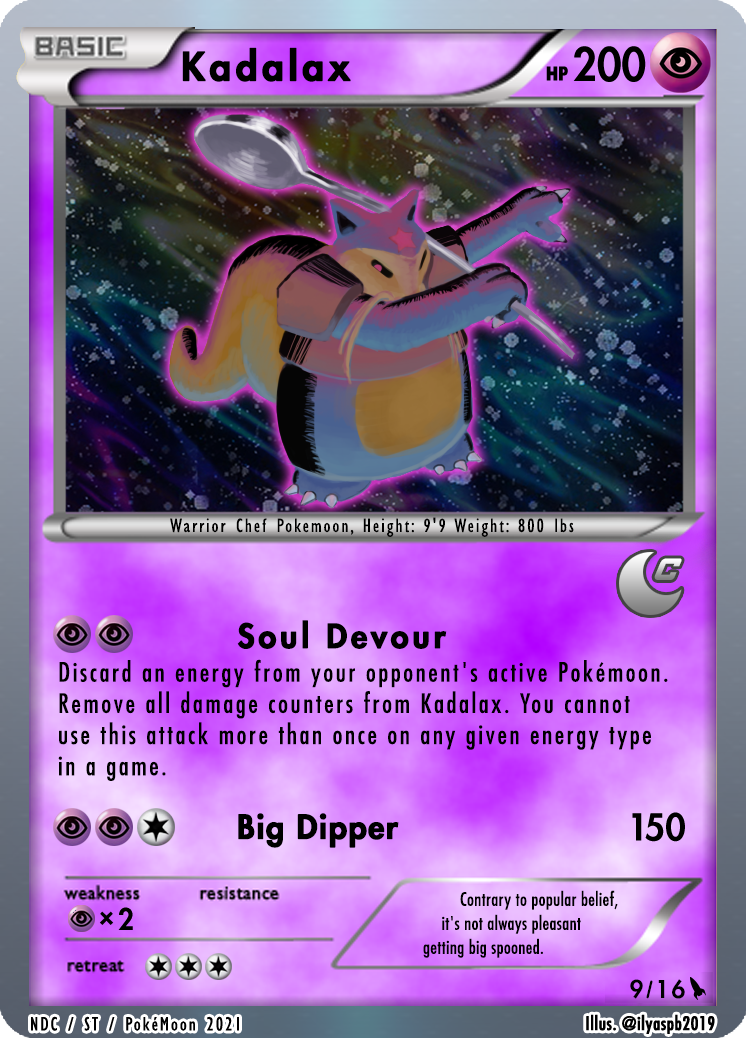 BASIC
Kadalax
HP 200
Warrior Chef Pokemoon, Height: 9'9 Weight: 800 lbs
C
Soul Devour
Discard an energy from your opponent's active Pokémoon.
Remove all damage counters from Kadalax. You cannot
use this attack more than once on any given energy type
in a game.
Big Dipper 150
weakness resistance
×2
retreat
Contrary to popular belief,
it's not always pleasant
getting big spooned.
9/16
NDC / ST / PokéMoon 2021
Illus. @ilyaspb2019